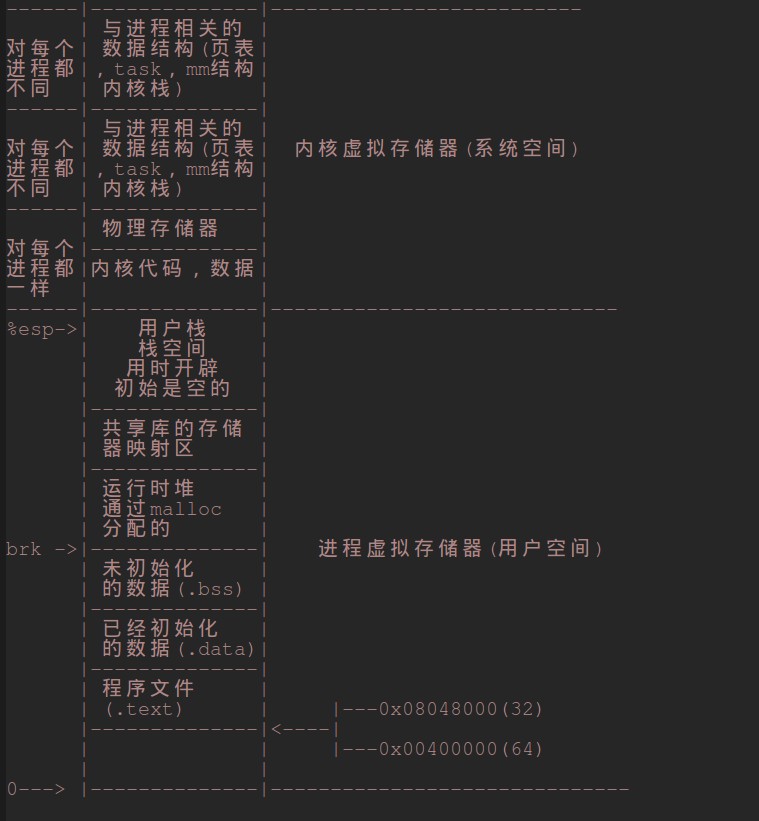 ------|--------------|--------------------------
| 与进程相关的 |
对每个| 数据结构(页表|
进程都|,task,mm结构|
不同 | 内核栈) |
------|--------------|
| 与进程相关的 |
对每个| 数据结构(页表| 内核虚拟存储器(系统空间)
进程都|,task,mm结构|
不同 | 内核栈) |
------|--------------|
| 物理存储器 |
对每个|--------------|
进程都|内核代码,数据|
一样 | |
------|--------------|-----------------------------
%esp->| 用户栈 |
| 栈空间 |
| 用时开辟 |
| 初始是空的 |
|--------------|
| 共享库的存储 |
| 器映射区 |
|--------------|
| 运行时堆 |
| 通过malloc |
| 分配的 |
brk ->|--------------| 进程虚拟存储器(用户空间)
| 未初始化 |
| 的数据(.bss) |
|--------------|
| 已经初始化 |
| 的数据(.data)|
|--------------|
| 程序文件 |
| (.text) | |---0x08048000(32)
|--------------|<----|
| | |---0x00400000(64)
| |
0---> |--------------|------------------------------